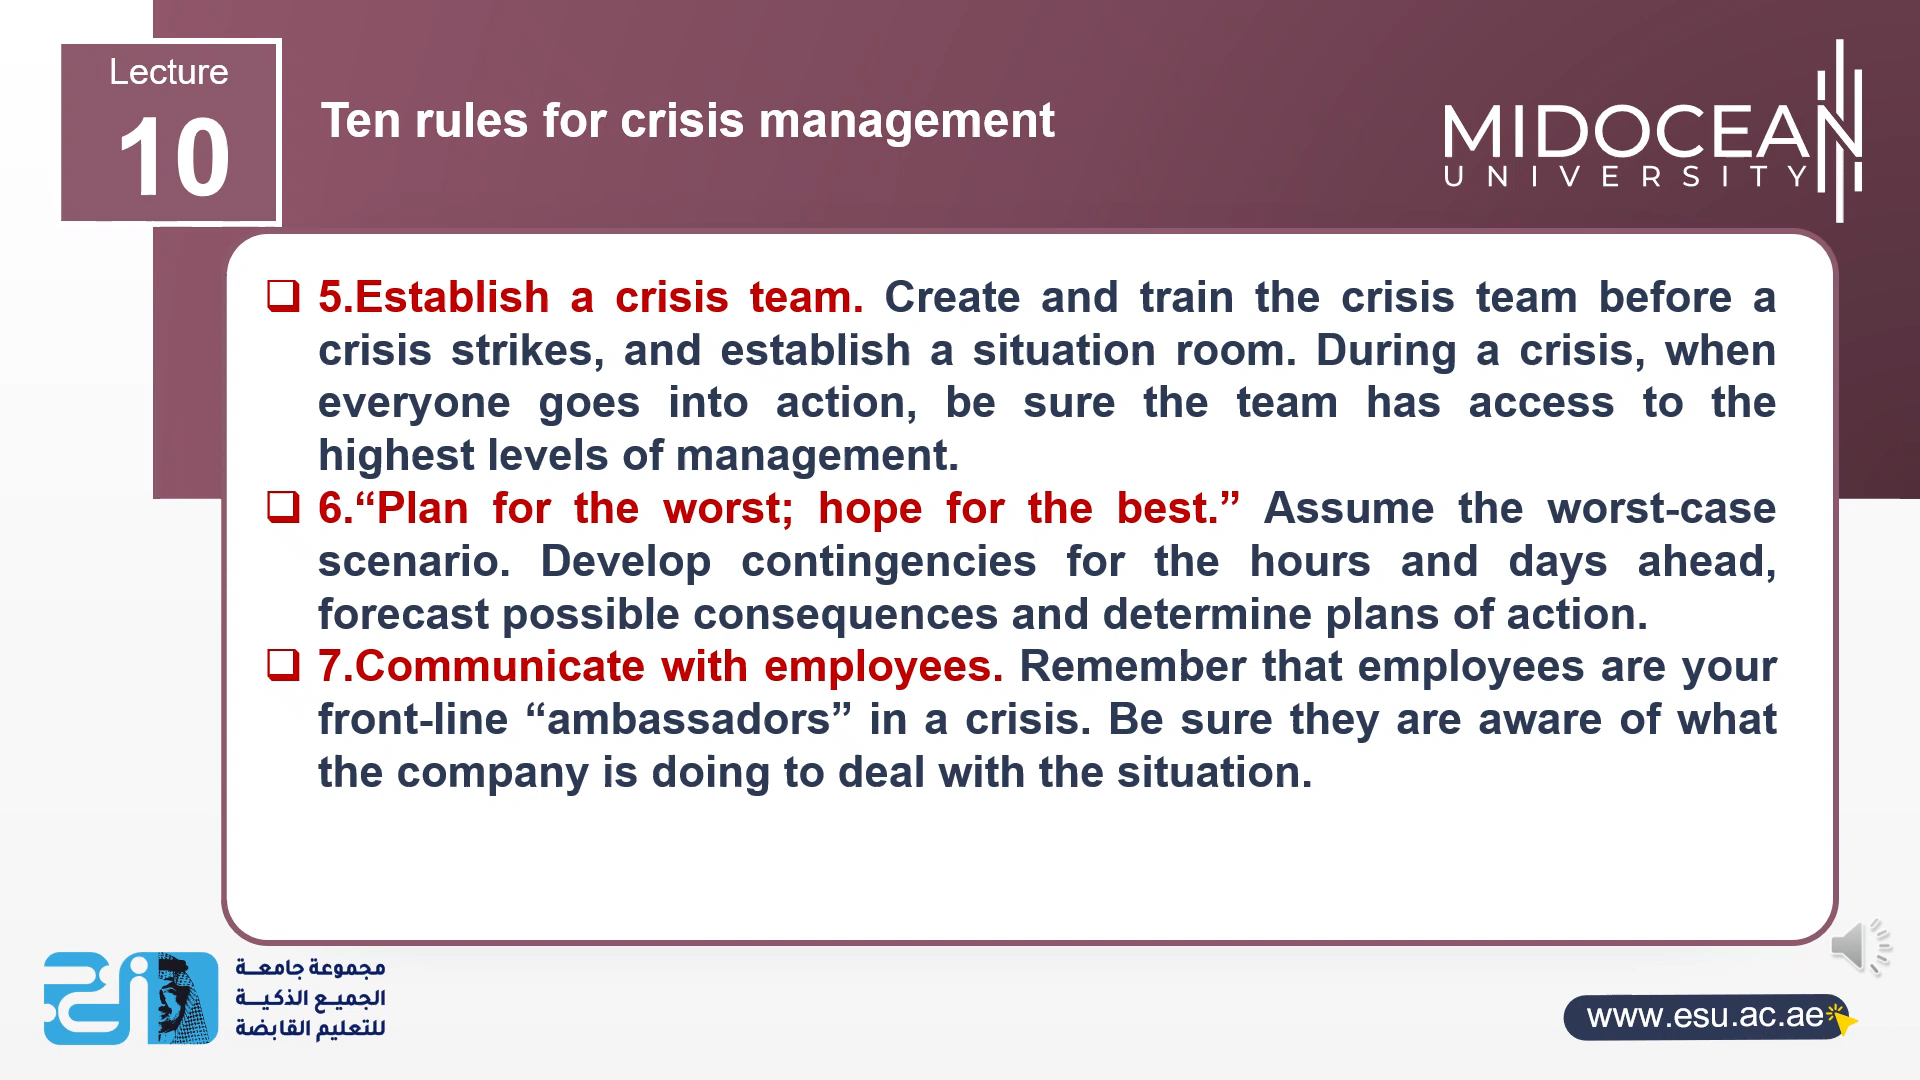 Lecture
10
Ten rules for crisis management
MIDOCEAN
UNIVERSITY
❑ 5.Establish a crisis team. Create and train the crisis team before a
crisis strikes, and establish a situation room. During a crisis, when
everyone goes into action, be sure the team has access to the
highest levels of management.
❑ 6.“Plan for the worst; hope for the best.” Assume the worst-case
scenario. Develop contingencies for the hours and days ahead,
forecast possible consequences and determine plans of action.
❑ 7.Communicate with employees. Remember that employees are your
front-line “ambassadors” in a crisis. Be sure they are aware of what
the company is doing to deal with the situation.
مجموعة جامعـة
الجميـع الذكيـة
للتعليم القابضة
www.esu.ac.ae